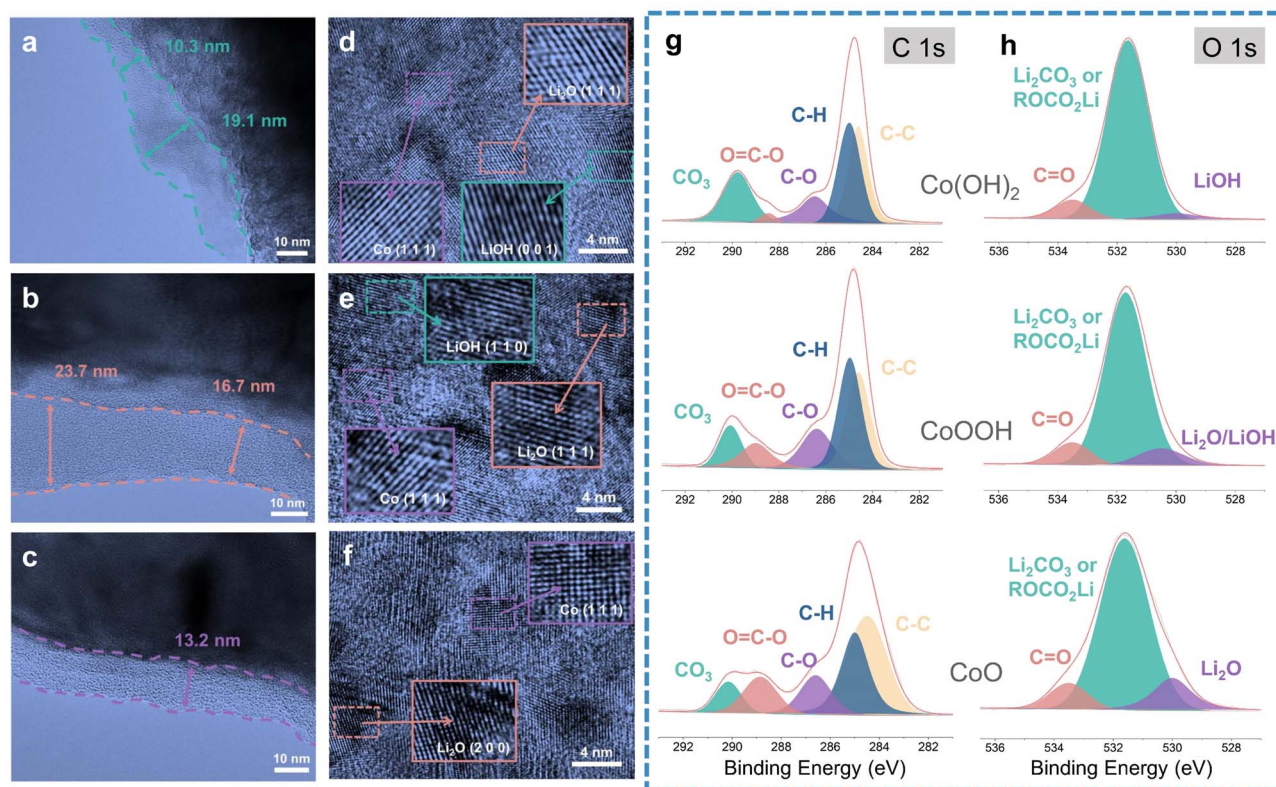 a
10.3 nm
19.1 nm
10 nm
b
23.7 nm
16.7 nm
10 nm
c
13.2 nm
10 nm
d
Li₂O (1 1 1)
Co (1 1 1)
LiOH (0 0 1)
4 nm
e
LiOH (1 1 0)
Li₂O (1 1 1)
Co (1 1 1)
4 nm
f
Co (1 1 1)
Li₂O (2 0 0)
4 nm
g
C 1s
C-H
C-C
O=C-O
C-O
CO₃
292 290 288 286 284 282
C-H
C-C
O=C-O
C-O
CO₃
292 290 288 286 284 282
C-H
C-C
O=C-O
C-O
CO₃
292 290 288 286 284 282
Binding Energy (eV)
Co(OH)₂
CoOOH
CoO
h
O 1s
Li₂CO₃ or
ROCO₂Li
C=O
LiOH
536 534 532 530 528
Li₂CO₃ or
ROCO₂Li
C=O
Li₂O/LiOH
536 534 532 530 528
Li₂CO₃ or
ROCO₂Li
C=O
Li₂O
536 534 532 530 528
Binding Energy (eV)